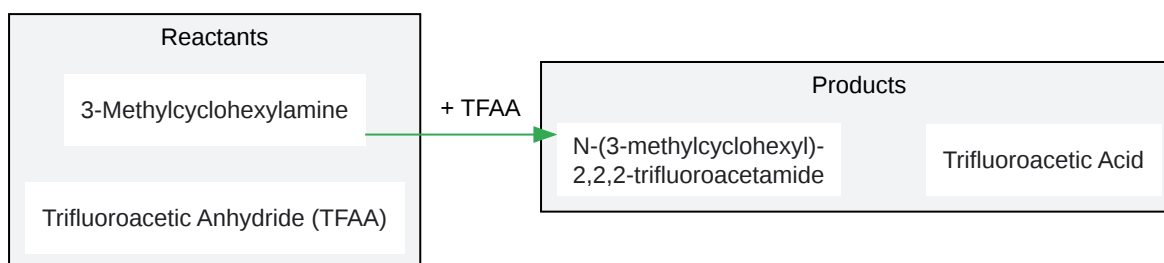 Reactants
3-Methylcyclohexylamine
Trifluoroacetic Anhydride (TFAA)
+ TFAA
Products
N-(3-methylcyclohexyl)-
2,2,2-trifluoroacetamide
Trifluoroacetic Acid